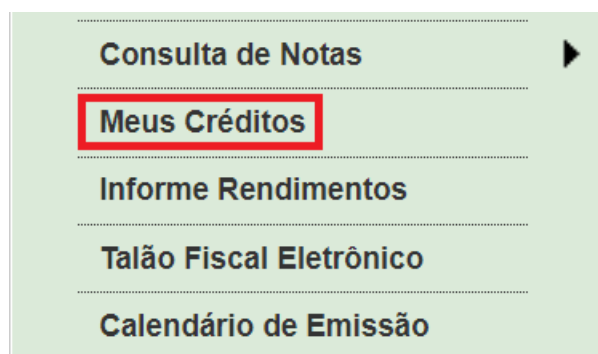 Consulta de Notas
Meus Créditos
Informe Rendimentos
Talão Fiscal Eletrônico
Calendário de Emissão